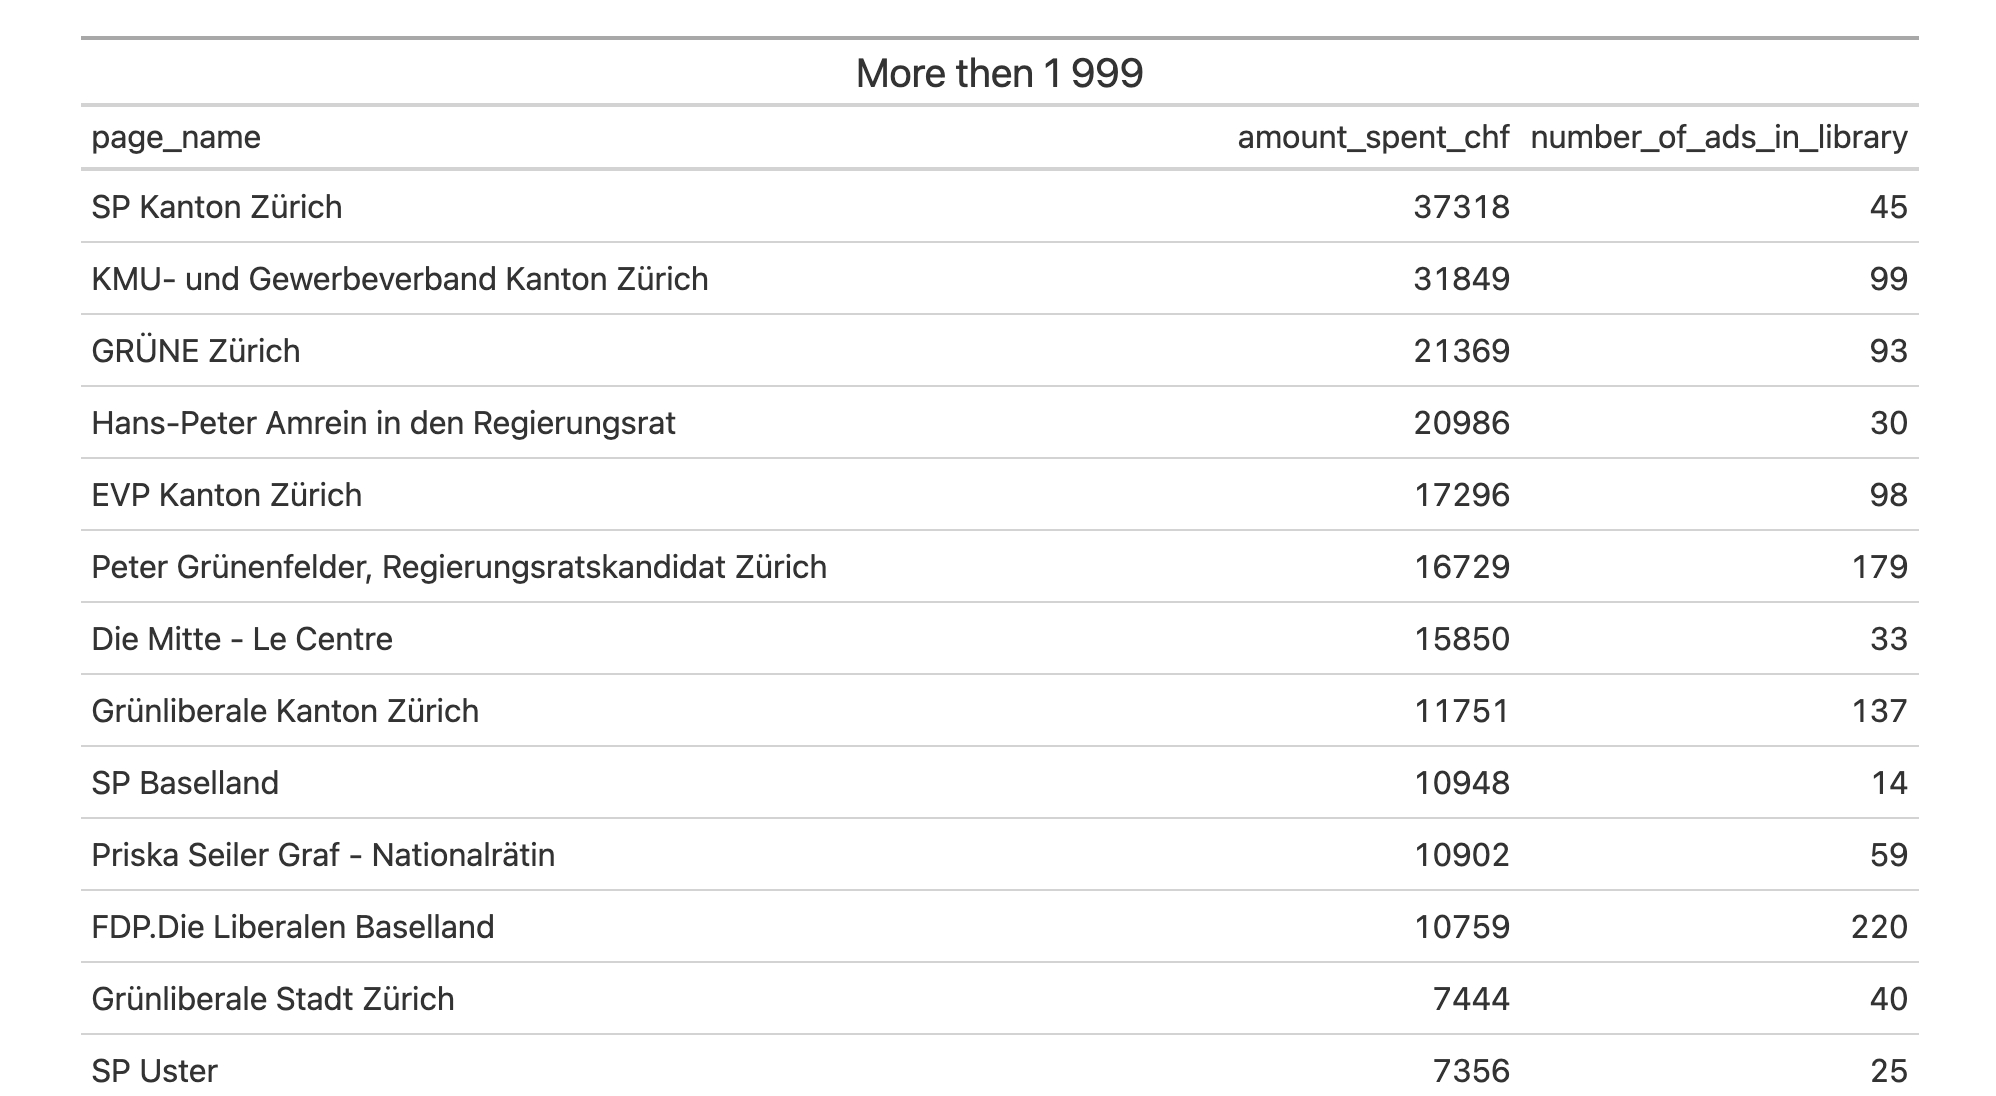 More then 1 999
page_name amount_spent_chf number_of_ads_in_library
SP Kanton Zürich 37318 45
KMU- und Gewerbeverband Kanton Zürich 31849 99
GRÜNE Zürich 21369 93
Hans-Peter Amrein in den Regierungsrat 20986 30
EVP Kanton Zürich 17296 98
Peter Grünenfelder, Regierungsratskandidat Zürich 16729 179
Die Mitte - Le Centre 15850 33
Grünliberale Kanton Zürich 11751 137
SP Baselland 10948 14
Priska Seiler Graf - Nationalrätin 10902 59
FDP.Die Liberalen Baselland 10759 220
Grünliberale Stadt Zürich 7444 40
SP Uster 7356 25